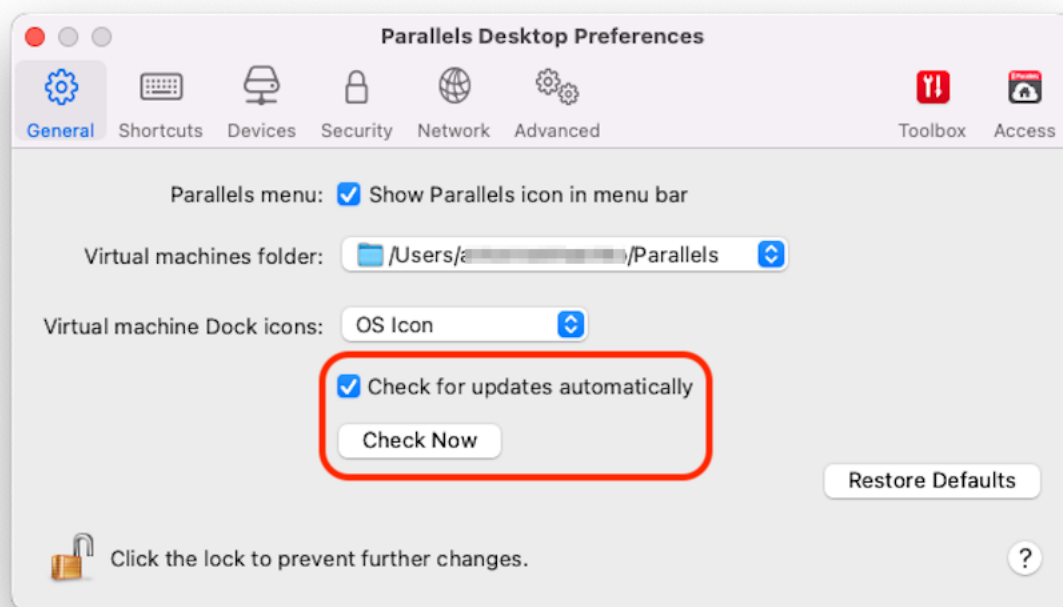 Parallels Desktop Preferences
General Shortcuts Devices Security Network Advanced Toolbox Access
Parallels menu: Show Parallels icon in menu bar
Virtual machines folder: /Users/ /Parallels
Virtual machine Dock icons: OS Icon
Check for updates automatically
Check Now
Restore Defaults
Click the lock to prevent further changes. ?